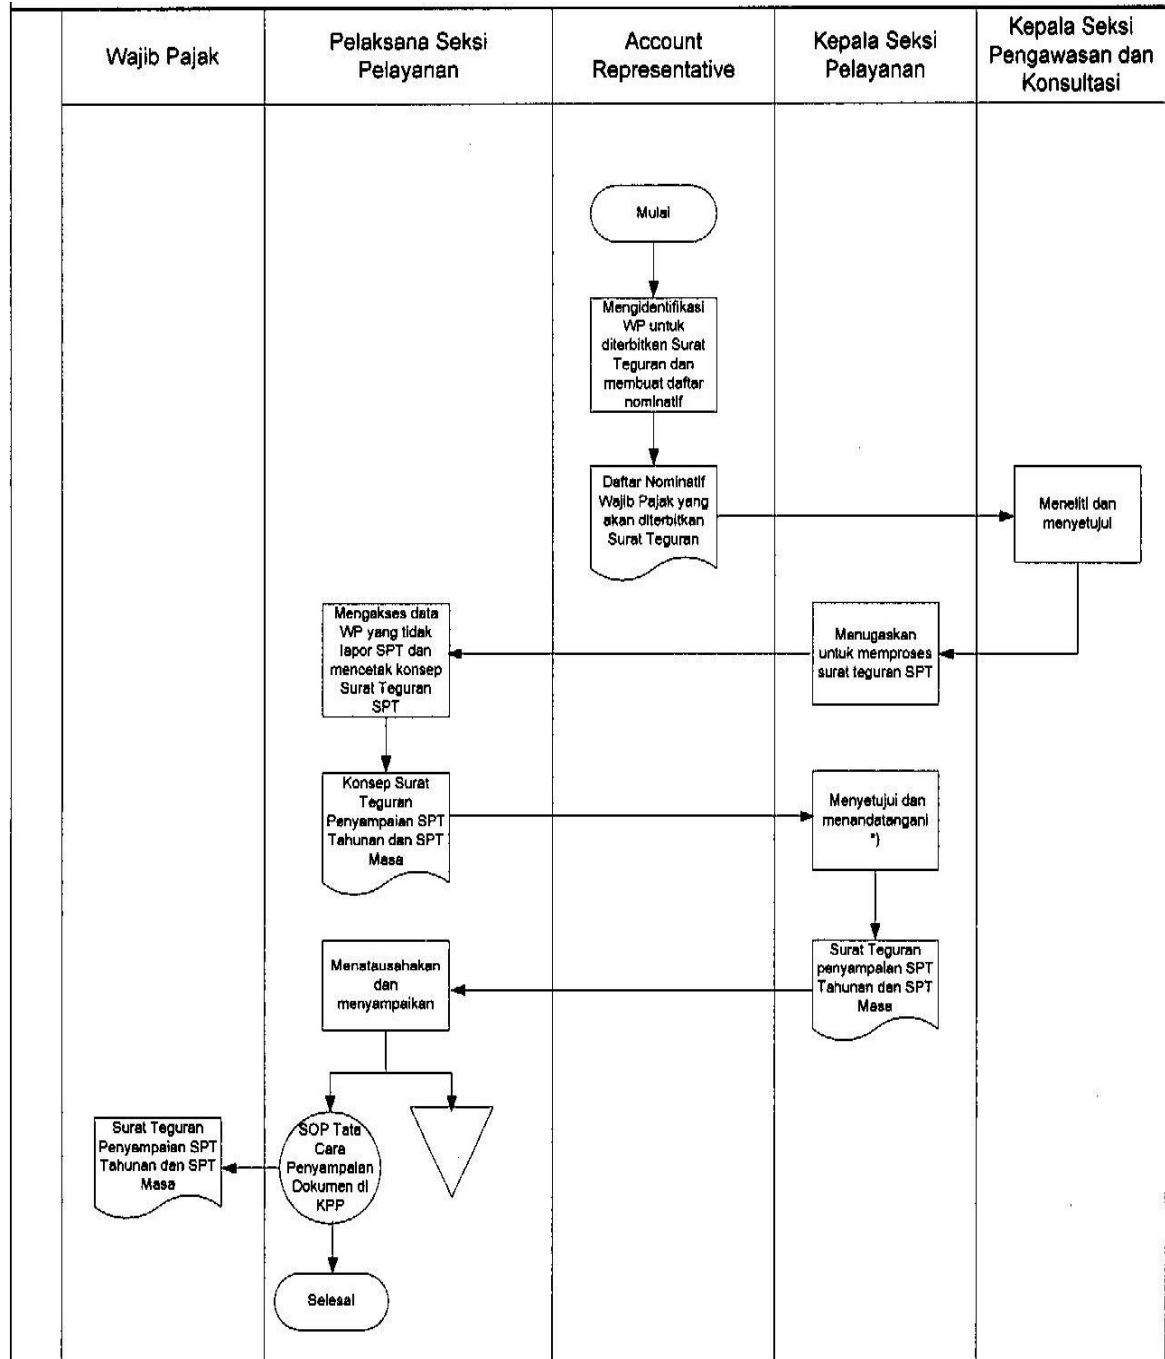 Wajib Pajak
Pelaksana Seksi
Pelayanan
Account
Representative
Kepala Seksi
Pelayanan
Kepala Seksi
Pengawasan dan
Konsultasi
Mulai
Mengidentifikasi
WP untuk
diterbitkan Surat
Teguran dan
membuat daftar
nominatif
Daftar Nominatif
Wajib Pajak yang
akan diterbitkan
Surat Teguran
Meneliti dan
menyetujui
Menugaskan
untuk memproses
surat teguran SPT
Mengakses data
WP yang tidak
lapor SPT dan
mencetak konsep
Surat Teguran
SPT
Konsep Surat
Teguran
Penyampaian SPT
Tahunan dan SPT
Masa
Menyetujui dan
menandatangani
*)
Surat Teguran
penyampaian SPT
Tahunan dan SPT
Masa
Menatausahakan
dan
menyampaikan
SOP Tata
Cara
Penyampaian
Dokumen di
KPP
Surat Teguran
Penyampaian SPT
Tahunan dan SPT
Masa
Selesai